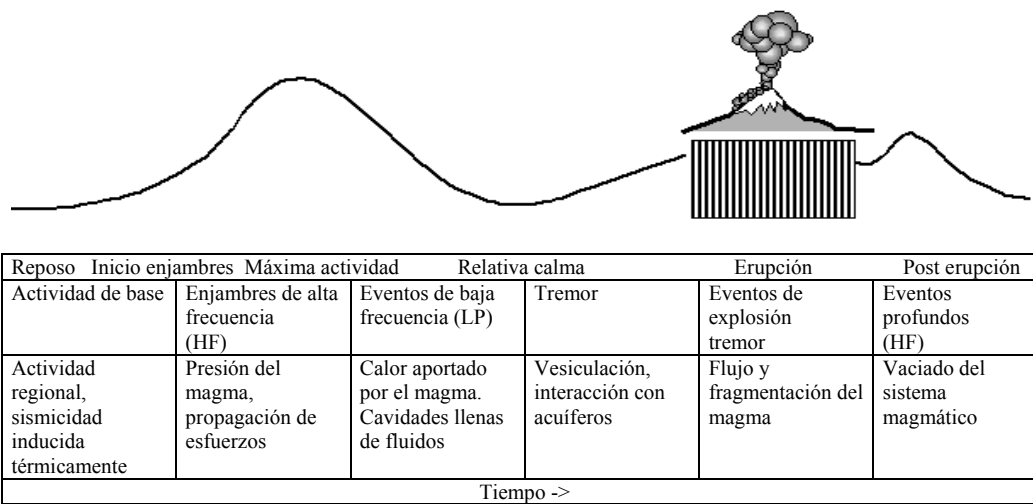 Reposo Inicio enjambres Máxima actividad Relativa calma Erupción Post erupción
Actividad de base
Enjambres de alta
frecuencia
(HF)
Eventos de baja
frecuencia (LP)
Tremor
Eventos de
explosión
tremor
Eventos
profundos
(HF)
Actividad
regional,
sismicidad
inducida
térmicamente
Presión del
magma,
propagación de
esfuerzos
Calor aportado
por el magma.
Cavidades llenas
de fluidos
Vesiculación,
interacción con
acuíferos
Flujo y
fragmentación del
magma
Vaciado del
sistema
magmático
Tiempo ->